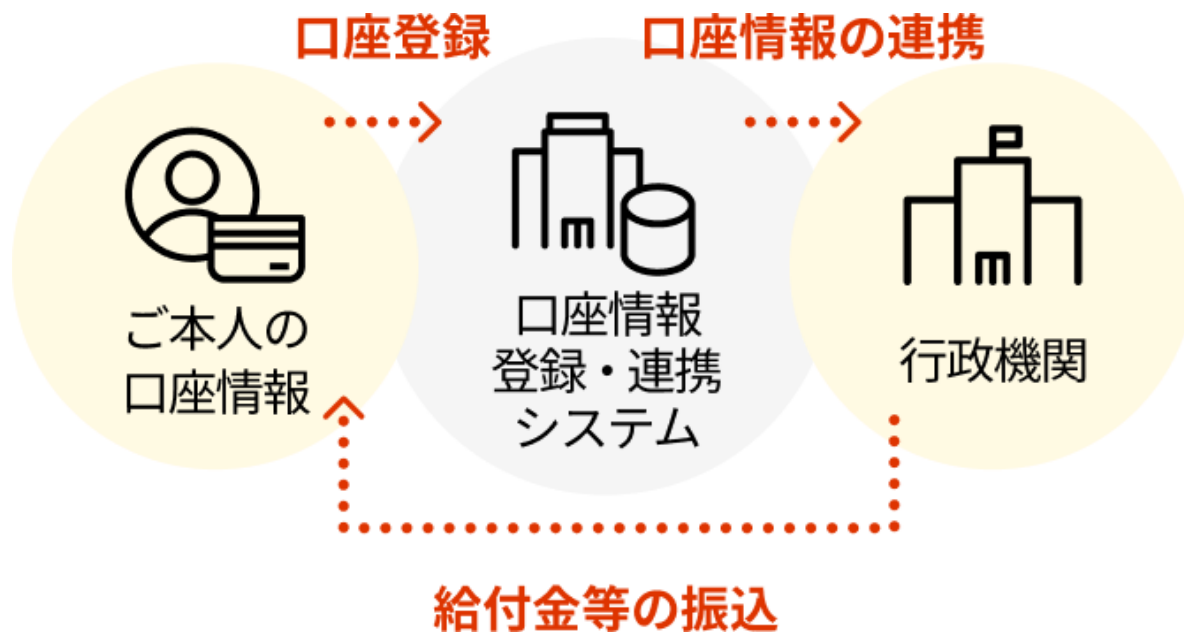 口座登録
口座情報の連携
ご本人の
口座情報
口座情報
登録・連携
システム
行政機関
給付金等の振込